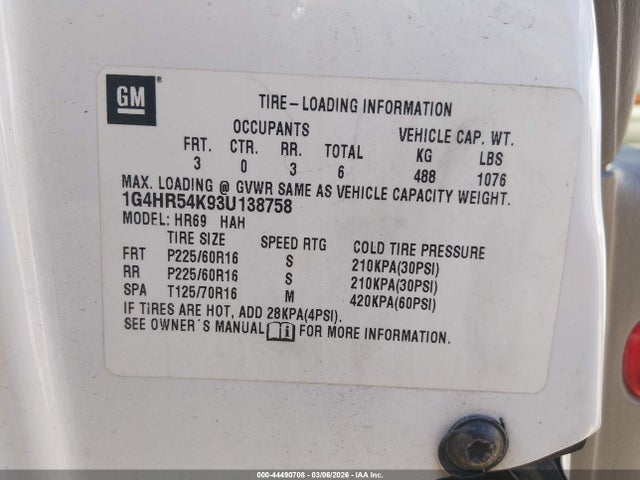 GM
TIRE-LOADING INFORMATION
OCCUPANTS VEHICLE CAP. WT.
FRT. CTR. RR. TOTAL KG LBS
3 0 3 6 488 1076
MAX. LOADING @ GVWR SAME AS VEHICLE CAPACITY WEIGHT.
1G4HR54K93U138758
MODEL: HR69 HAH
TIRE SIZE SPEED RTG COLD TIRE PRESSURE
FRT P225/60R16 S 210KPA(30PSI)
RR P225/60R16 S 210KPA(30PSI)
SPA T125/70R16 M 420KPA(60PSI)
IF TIRES ARE HOT, ADD 28KPA(4PSI).
SEE OWNER'S MANUAL FOR MORE INFORMATION.
000-44490708 - 03/06/2026 - IAA Inc.